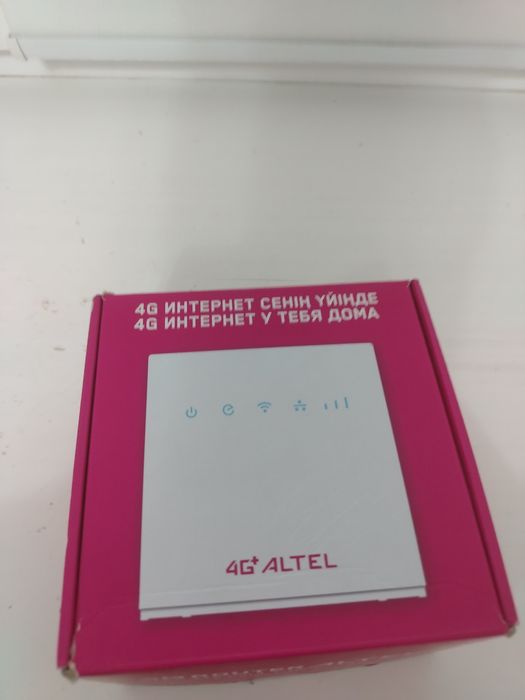 4G ИНТЕРНЕТ СЕНІҢ ҮЙІҢДЕ
4G ИНТЕРНЕТ У ТЕБЯ ДОМА
4G+ ALTEL